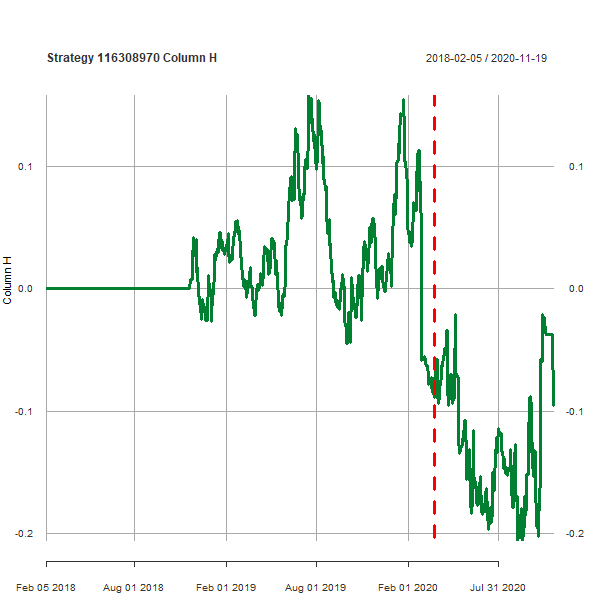 Strategy 116308970 Column H
2018-02-05 / 2020-11-19
0.1
0.1
0.0
0.0
-0.1
-0.1
-0.2
-0.2
Column H
Feb 05 2018
Aug 01 2018
Feb 01 2019
Aug 01 2019
Feb 01 2020
Jul 31 2020